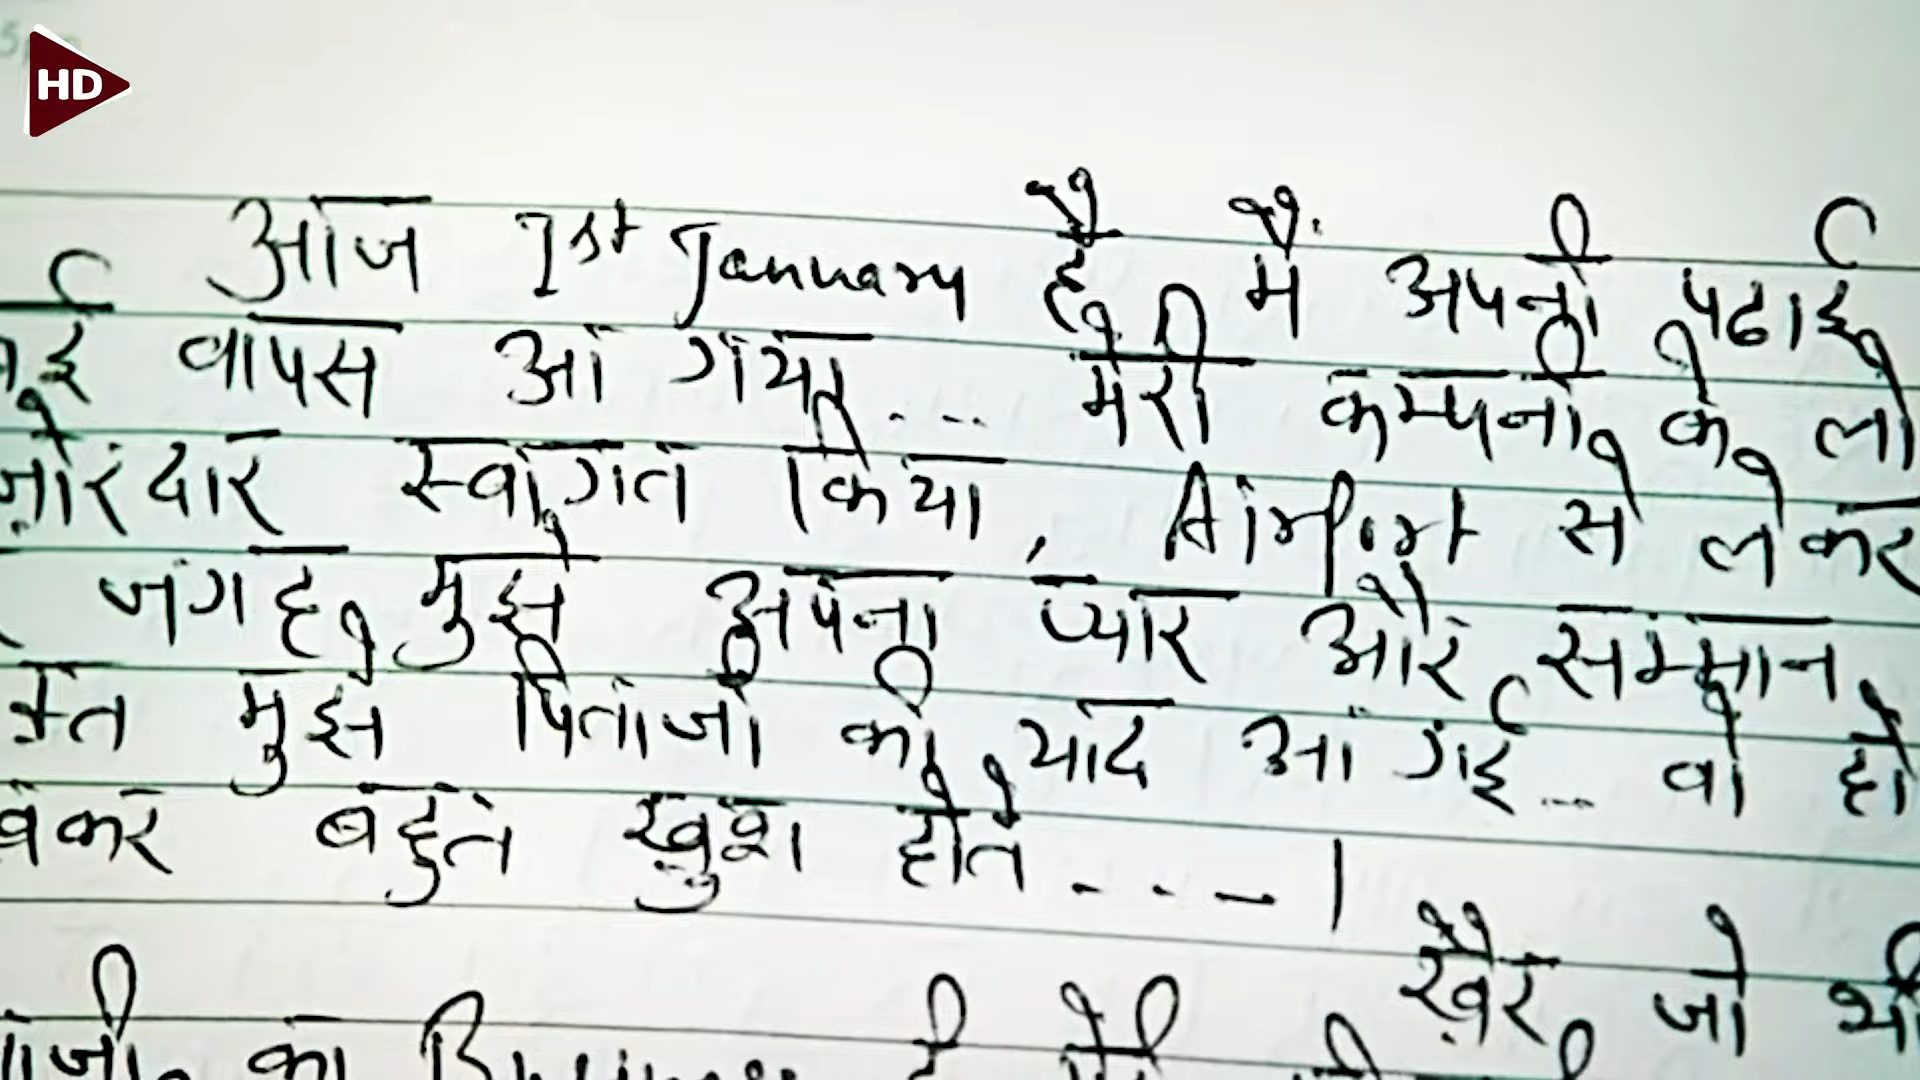 HD
आज 1st January है मैं अपनी पढाई
वापस आ गया... मेरी कम्पनी के
ज़ोरदार स्वागत किया, Airport से लेकर
जगह मुझे अपना प्यार और सम्मान
मुझे पिताजी की याद आ गई... वो
बहुत ख़ुश होते ... - ।
ख़ैर जो भी
का Business